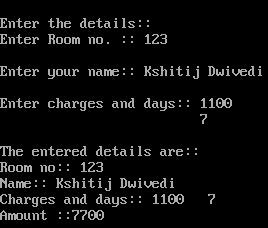 Enter the details::
Enter Room no. :: 123
Enter your name:: Kshitij Dwivedi
Enter charges and days:: 1100
7
The entered details are::
Room no:: 123
Name:: Kshitij Dwivedi
Charges and days:: 1100   7
Amount ::7700